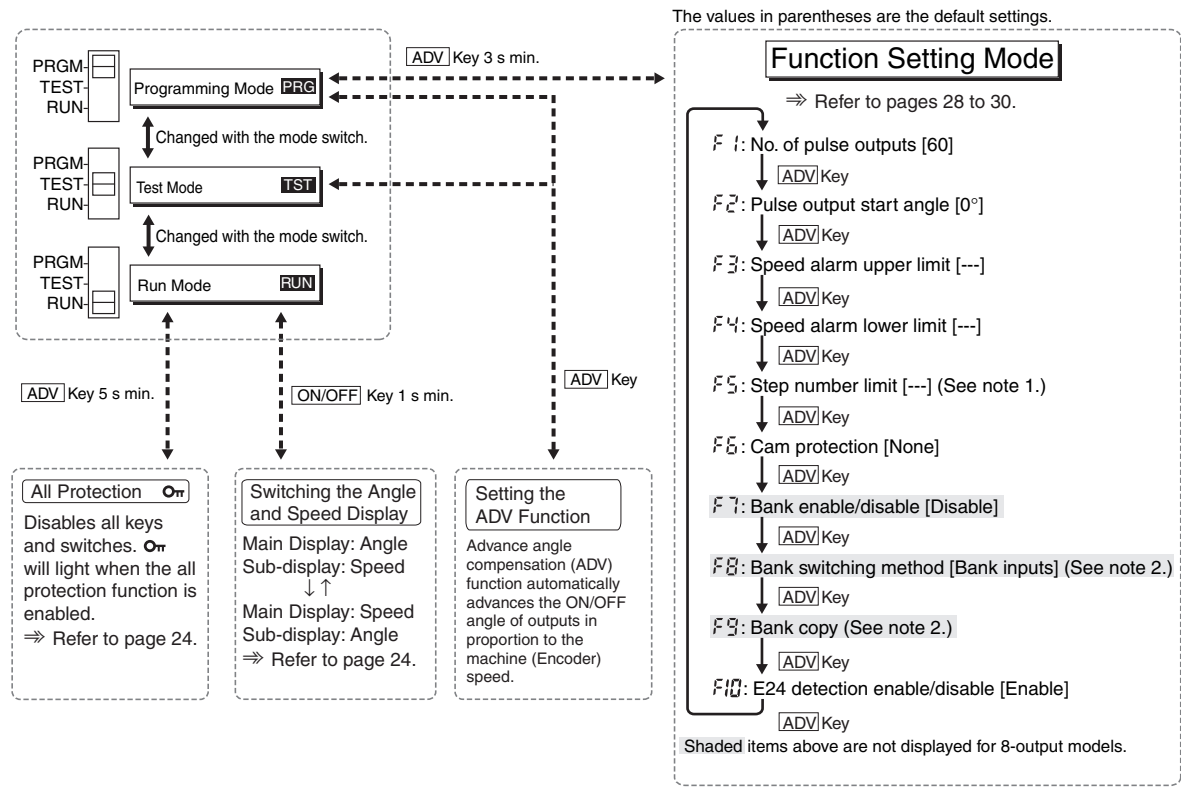 The values in parentheses are the default settings.
PRGM
TEST
RUN
Programming Mode PRG
Changed with the mode switch.
PRGM
TEST
RUN
Test Mode TST
Changed with the mode switch.
PRGM
TEST
RUN
Run Mode RUN
ADV Key 3 s min.
ADV Key 5 s min.
ON/OFF Key 1 s min.
ADV Key
All Protection
Disables all keys
and switches.
will light when the all
protection function is
enabled.
⇒ Refer to page 24.
Switching the Angle
and Speed Display
Main Display: Angle
Sub-display: Speed
↓ ↑
Main Display: Speed
Sub-display: Angle
⇒ Refer to page 24.
Setting the
ADV Function
Advance angle
compensation (ADV)
function automatically
advances the ON/OFF
angle of outputs in
proportion to the
machine (Encoder)
speed.
Function Setting Mode
⇒ Refer to pages 28 to 30.
F1: No. of pulse outputs [60]
ADV Key
F2: Pulse output start angle [0°]
ADV Key
F3: Speed alarm upper limit [---]
ADV Key
F4: Speed alarm lower limit [---]
ADV Key
F5: Step number limit [---] (See note 1.)
ADV Key
F6: Cam protection [None]
ADV Key
F7: Bank enable/disable [Disable]
ADV Key
F8: Bank switching method [Bank inputs] (See note 2.)
ADV Key
F9: Bank copy (See note 2.)
ADV Key
F10: E24 detection enable/disable [Enable]
ADV Key
Shaded items above are not displayed for 8-output models.